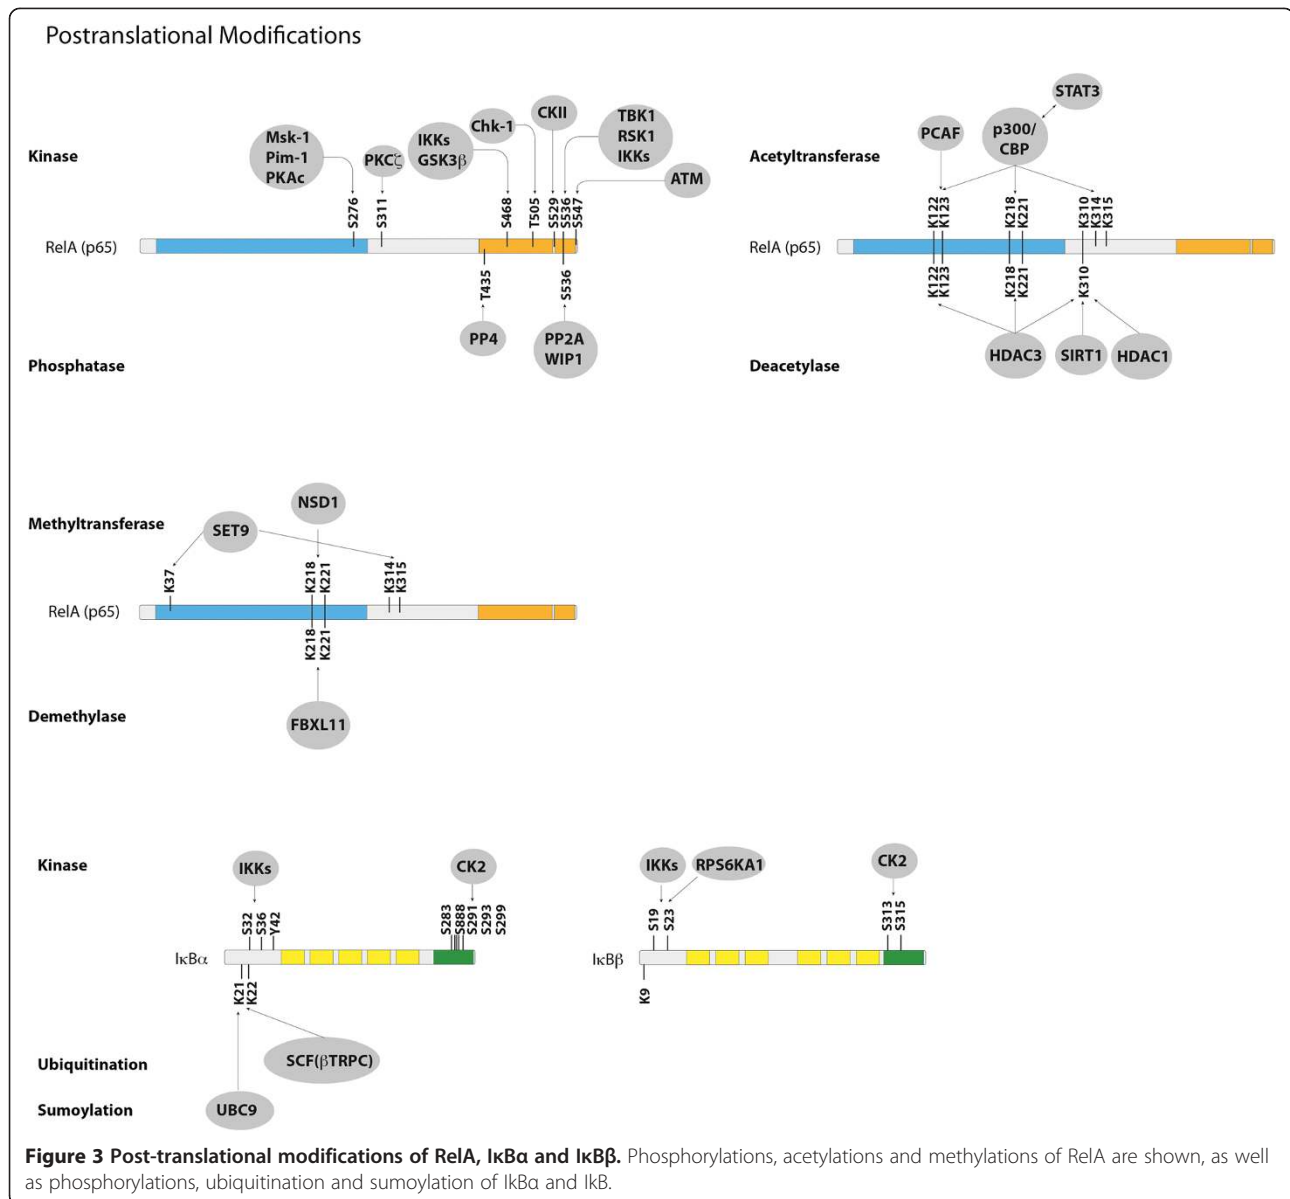 Postranslational Modifications
Kinase
Msk-1
Pim-1
PKAc
PKCζ
IKKs
GSK3β
Chk-1
CKII
TBK1
RSK1
IKKs
ATM
S276
S311
S468
T505
S529
S536
S547
RelA (p65)
T435
S536
PP4
PP2A
WIP1
Phosphatase
Acetyltransferase
PCAF
p300/
CBP
STAT3
K122
K123
K218
K221
K310
K314
K315
RelA (p65)
K122
K123
K218
K221
K310
HDAC3
SIRT1
HDAC1
Deacetylase
Methyltransferase
SET9
NSD1
K37
K218
K221
K314
K315
RelA (p65)
K218
K221
Demethylase
FBXL11
Kinase
IKKs
CK2
S32
S36
Y42
S283
S888
S291
S293
S299
IκBα
K21
K22
Ubiquitination
SCF(βTRPC)
Sumoylation
UBC9
IKKs
RPS6KA1
CK2
S19
S23
S313
S315
IκBβ
K9
Figure 3 Post-translational modifications of RelA, IκBα and IκBβ. Phosphorylations, acetylations and methylations of RelA are shown, as well
as phosphorylations, ubiquitination and sumoylation of IkBα and IkB.